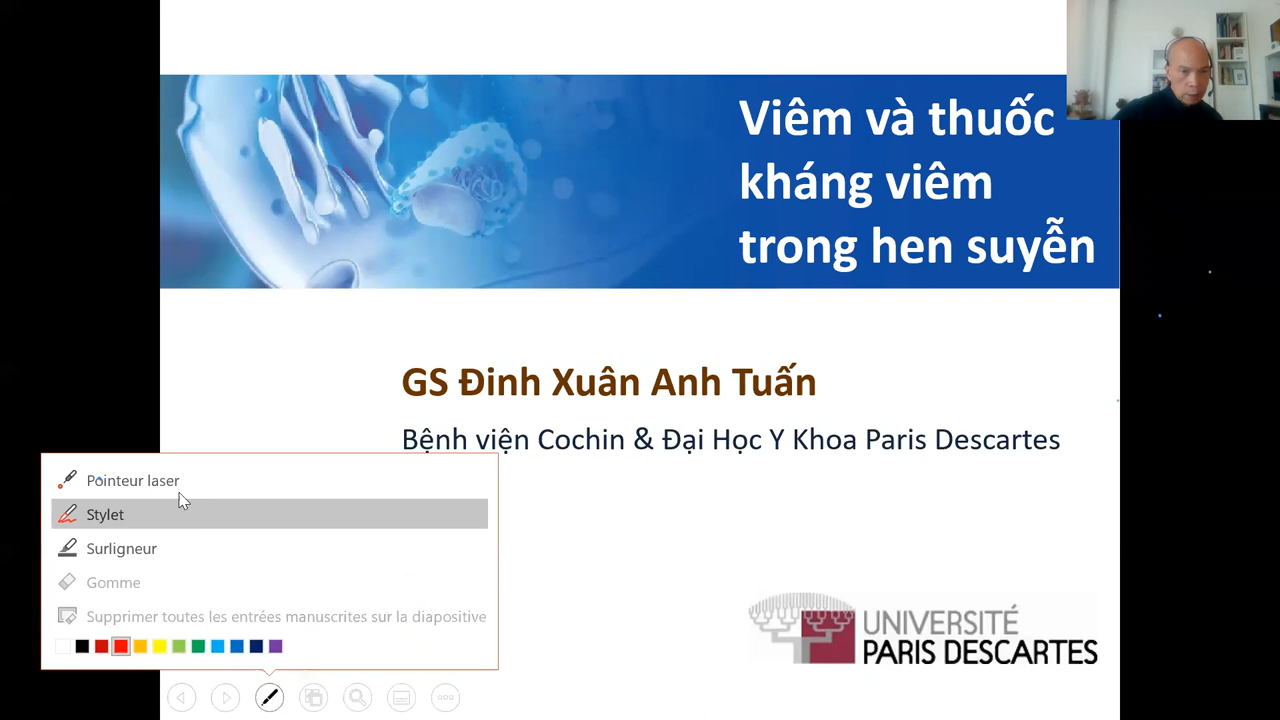 Viêm và thuốc
kháng viêm
trong hen suyễn
GS Đinh Xuân Anh Tuấn
Bệnh viện Cochin & Đại Học Y Khoa Paris Descartes
Pointeur laser
Stylet
Surligneur
Gomme
Supprimer toutes les entrées manuscrites sur la diapositive
UNIVERSITÉ
PARIS DESCARTES